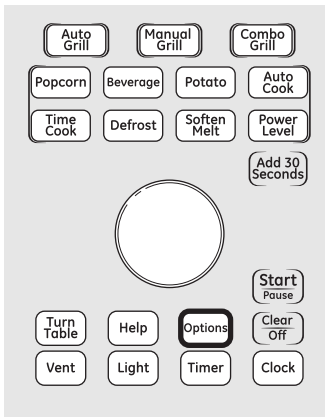 Auto Grill
Manual Grill
Combo Grill
Popcorn
Beverage
Potato
Auto Cook
Time Cook
Defrost
Soften Melt
Power Level
Add 30 Seconds
Start
Pause
Turn Table
Help
Options
Clear
Off
Vent
Light
Timer
Clock